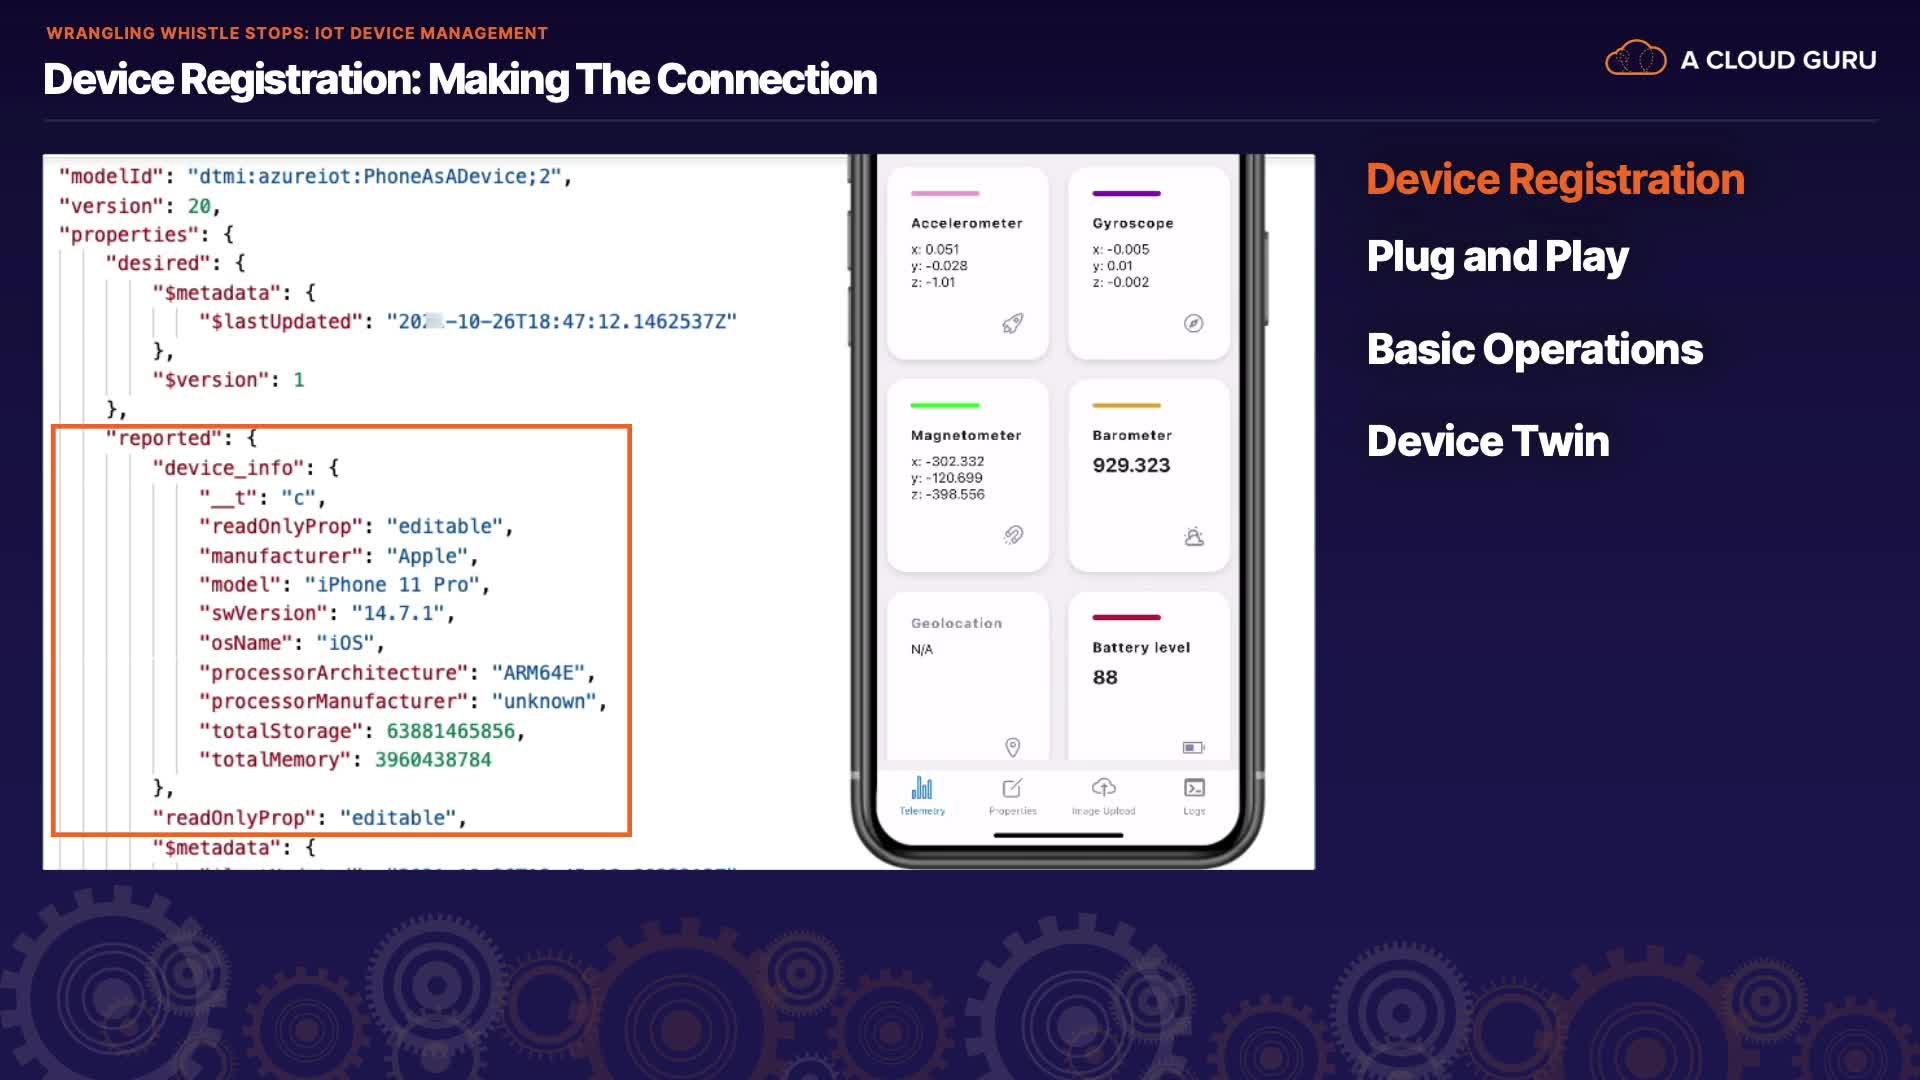 WRANGLING WHISTLE STOPS: IOT DEVICE MANAGEMENT
Device Registration: Making The Connection
A CLOUD GURU
"modelId": "dtmi:azureiot:PhoneAsADevice;2",
"version": 20,
"properties": {
"desired": {
"$metadata": {
"$lastUpdated": "202 -10-26T18:47:12.1462537Z"
},
"$version": 1
},
"reported": {
"device_info": {
"__t": "c",
"readOnlyProp": "editable",
"manufacturer": "Apple",
"model": "iPhone 11 Pro",
"swVersion": "14.7.1",
"osName": "iOS",
"processorArchitecture": "ARM64E",
"processorManufacturer": "unknown",
"totalStorage": 63881465856,
"totalMemory": 3960438784
},
"readOnlyProp": "editable",
"$metadata": {
Accelerometer
x: 0.051
y: -0.028
z: -1.01
Gyroscope
x: -0.005
y: 0.01
z: -0.002
Magnetometer
x: -302.332
y: -120.699
z: -398.556
Barometer
929.323
Geolocation
N/A
Battery level
88
Telemetry
Properties
Image Upload
Logs
Device Registration
Plug and Play
Basic Operations
Device Twin